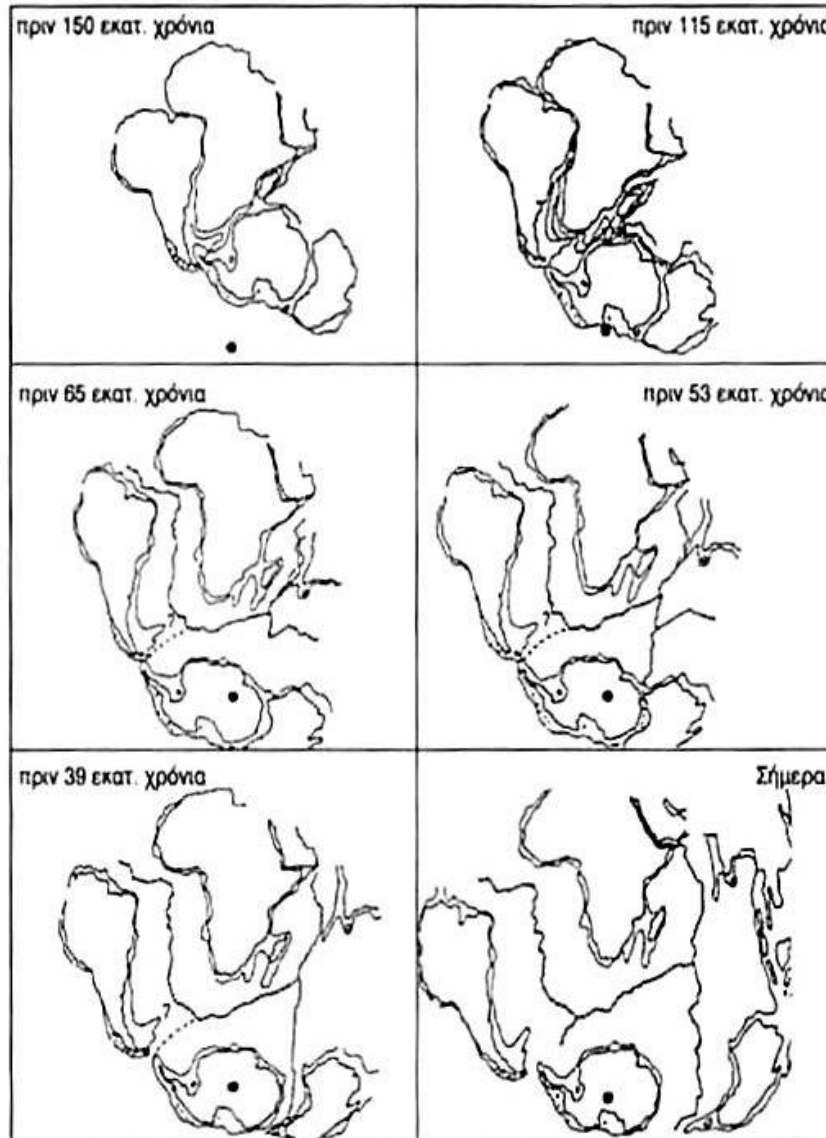 πριν 150 εκατ. χρόνια
πριν 115 εκατ. χρόνια
πριν 65 εκατ. χρόνια
πριν 53 εκατ. χρόνια
?
?
πριν 39 εκατ. χρόνια
Σήμερα
?